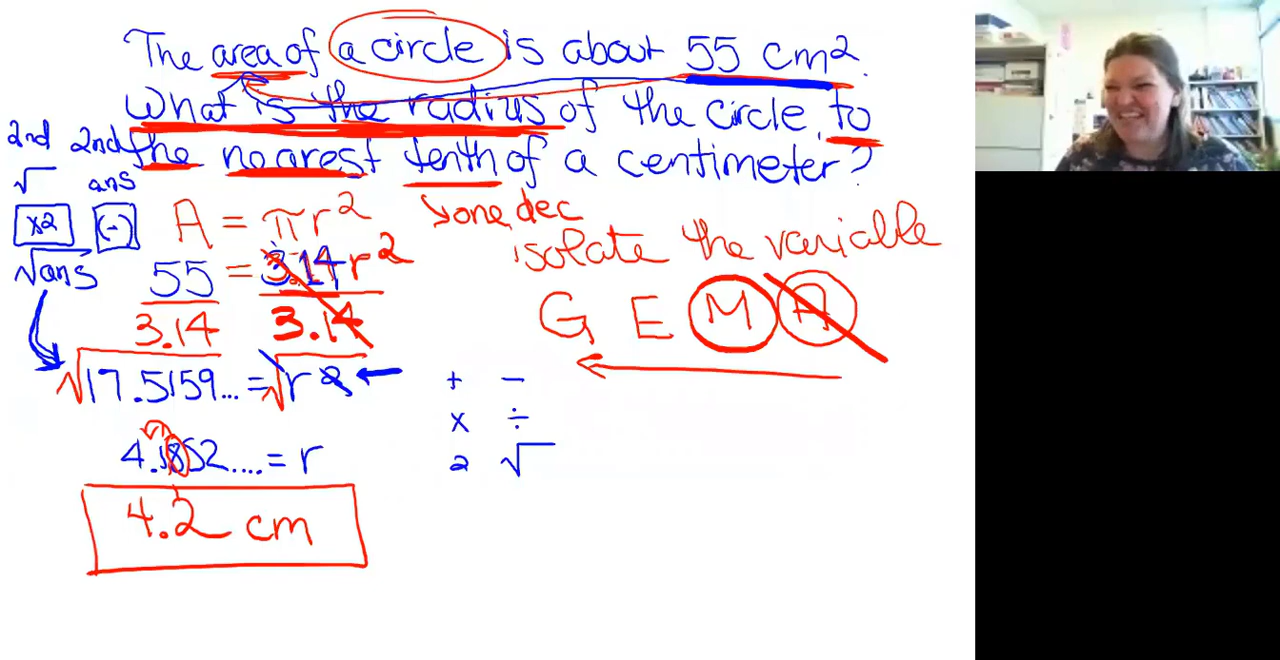 The area of a circle is about 55 cm2.
What is the radius of the circle, to
the nearest tenth of a centimeter?
2nd 2nd
√ ans
x2 (-)
√ans
A = πr2
one dec
isolate the variable
55 = 3.14 r2
3.14 3.14
G E M A
√17.5159... = √r2
4.1852.... = r
4.2 cm
+ -
x ÷
2 √